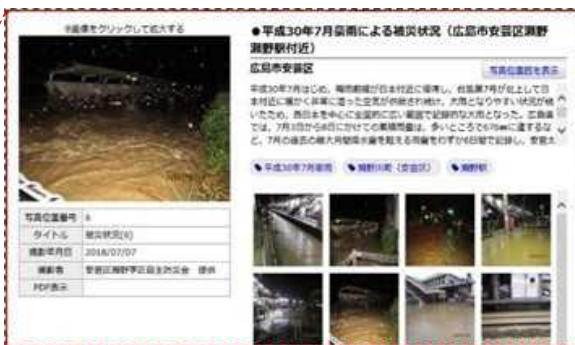 ※画像をクリックして拡大する
写真位置番号 6
タイトル 被災状況(6)
撮影年月日 2018/07/07
撮影者 安芸区瀬野学区自主防災会 提供
PDF表示
●平成30年7月豪雨による被災状況（広島市安芸区瀬野
瀬野駅付近）
広島市安芸区
写真位置図を表示
平成30年7月はじめ、梅雨前線が日本付近に停滞し、台風第7号が北上して日
本付近に暖かく非常に湿った空気が供給され続け、大雨となりやすい状況が続
いたため、西日本を中心に全国的に広い範囲で記録的な大雨となった。広島県
では、7月3日から8日にかけての累積雨量は、多いところで676㎜に達するな
ど、7月の過去の最大月間降水量を超える雨量をわずか6日間で記録し、安芸太
平成30年7月豪雨
瀬野川町（安芸区）
瀬野駅